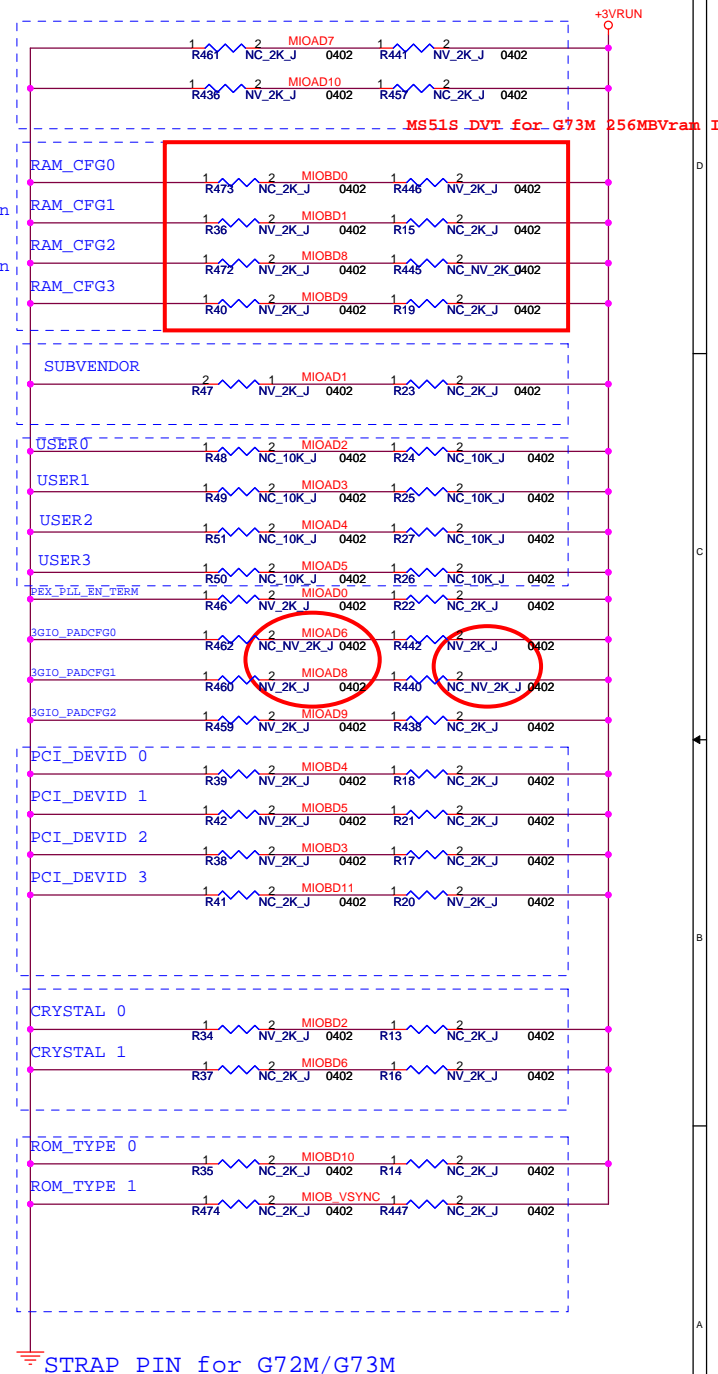 +3VRUN
1 2 MIOAD7 1 2
R461 NC_2K_J R441 NV_2K_J 0402
1 2 MIOAD10 1 2
R436 NV_2K_J 0402 R457 NC_2K_J 0402
MS51S DVT for G73M 256MBVram I
D
RAM_CFG0
1 2 MIOBD0 1 2
R473 NC_2K_J 0402 R446 NV_2K_J 0402
n
RAM_CFG1
1 2 MIOBD1 1 2
R36 NV_2K_J 0402 R15 NC_2K_J 0402
RAM_CFG2
n
1 2 MIOBD8 1 2
R472 NV_2K_J 0402 R445 NC_NV_2K_J 0402
RAM_CFG3
1 2 MIOBD9 1 2
R40 NV_2K_J 0402 R19 NC_2K_J 0402
SUBVENDOR
2 1 MIOAD1 1 2
R47 NV_2K_J 0402 R23 NC_2K_J 0402
USER0
1 2 MIOAD2 1 2
R48 NC_10K_J 0402 R24 NC_10K_J 0402
USER1
1 2 MIOAD3 1 2
R49 NC_10K_J 0402 R25 NC_10K_J 0402
USER2
1 2 MIOAD4 1 2
R51 NC_10K_J 0402 R27 NC_10K_J 0402
C
USER3
1 2 MIOAD5 1 2
R50 NC_10K_J 0402 R26 NC_10K_J 0402
PEX_PLL_EN_TERM
1 2 MIOAD0 1 2
R46 NV_2K_J 0402 R22 NC_2K_J 0402
3GIO_PADCFG0
1 2 MIOAD6 1 2
R462 NC_NV_2K_J 0402 R442 NV_2K_J 0402
3GIO_PADCFG1
1 2 MIOAD8 1 2
R460 NV_2K_J 0402 R440 NC_NV_2K_J 0402
3GIO_PADCFG2
1 2 MIOAD9 1 2
R459 NV_2K_J 0402 R438 NC_2K_J 0402
PCI_DEVID 0
1 2 MIOBD4 1 2
R39 NV_2K_J 0402 R18 NC_2K_J 0402
PCI_DEVID 1
1 2 MIOBD5 1 2
R42 NV_2K_J 0402 R21 NC_2K_J 0402
PCI_DEVID 2
1 2 MIOBD3 1 2
R38 NV_2K_J 0402 R17 NC_2K_J 0402
PCI_DEVID 3
1 2 MIOBD11 1 2
R41 NC_2K_J 0402 R20 NV_2K_J 0402
B
CRYSTAL 0
1 2 MIOBD2 1 2
R34 NV_2K_J 0402 R13 NC_2K_J 0402
CRYSTAL 1
1 2 MIOBD6 1 2
R37 NC_2K_J 0402 R16 NV_2K_J 0402
ROM_TYPE 0
1 2 MIOBD10 1 2
R35 NC_2K_J 0402 R14 NC_2K_J 0402
ROM_TYPE 1
1 2 MIOB_VSYNC 1 2
R474 NC_2K_J 0402 R447 NC_2K_J 0402
A
STRAP PIN for G72M/G73M